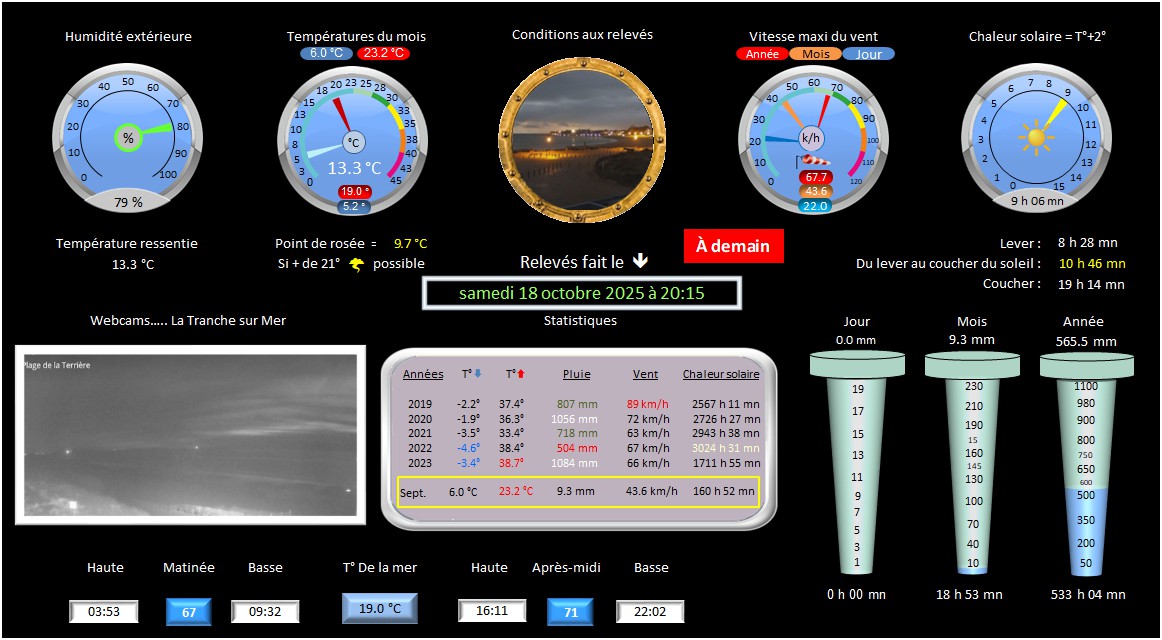 Humidité extérieure
Températures du mois
Conditions aux relevés
Vitesse maxi du vent
Chaleur solaire = T°+2°
6.0 °C 23.2 °C
Année Mois Jour
0 10 20 30 40 50 60 70 80 90 100
%
79 %
0 3 5 8 10 13 15 18 20 23 25 28 30 33 35 38 40 43 45
°C
13.3 °C
19.0 °
5.2 °
0 10 20 30 40 50 60 70 80 90 100 110 120
k/h
67.7
43.6
22.0
0 1 2 3 4 5 6 7 8 9 10 11 12 13 14 15
9 h 06 mn
Température ressentie
13.3 °C
Point de rosée = 9.7 °C
Si + de 21° possible
À demain
Relevés fait le
samedi 18 octobre 2025 à 20:15
Lever : 8 h 28 mn
Du lever au coucher du soleil : 10 h 46 mn
Coucher : 19 h 14 mn
Webcams..... La Tranche sur Mer
Statistiques
Jour
0.0 mm
Mois
9.3 mm
Année
565.5 mm
Plage de la Terrière
Années T° T° Pluie Vent Chaleur solaire
2019 -2.2° 37.4° 807 mm 89 km/h 2567 h 11 mn
2020 -1.9° 36.3° 1056 mm 72 km/h 2726 h 27 mn
2021 -3.5° 33.4° 718 mm 63 km/h 2943 h 38 mn
2022 -4.6° 38.4° 504 mm 67 km/h 3024 h 31 mn
2023 -3.4° 38.7° 1084 mm 66 km/h 1711 h 55 mn
Sept. 6.0 °C 23.2 °C 9.3 mm 43.6 km/h 160 h 52 mn
19
17
15
13
11
9
7
5
3
1
230
210
190
15
160
145
130
100
70
40
10
1100
980
900
800
750
650
600
500
350
200
50
0 h 00 mn
18 h 53 mn
533 h 04 mn
Haute Matinée Basse T° De la mer Haute Après-midi Basse
03:53 67 09:32 19.0 °C 16:11 71 22:02